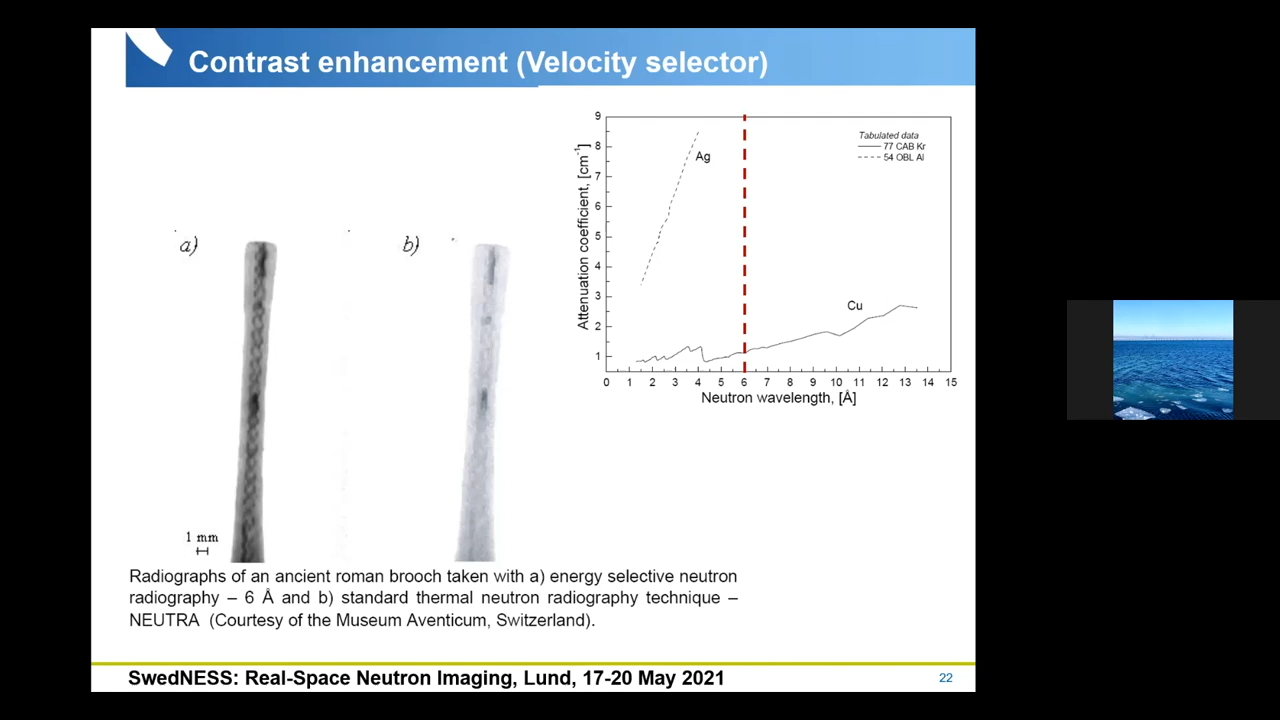 Contrast enhancement (Velocity selector)
a)
b)
1 mm
9
8
7
6
5
4
3
2
1
Attenuation coefficient, [cm⁻¹]
Ag
Cu
Tabulated data
77 CAB Kr
54 OBL Al
0 1 2 3 4 5 6 7 8 9 10 11 12 13 14 15
Neutron wavelength, [Å]
Radiographs of an ancient roman brooch taken with a) energy selective neutron
radiography – 6 Å and b) standard thermal neutron radiography technique –
NEUTRA (Courtesy of the Museum Aventicum, Switzerland).
SwedNESS: Real-Space Neutron Imaging, Lund, 17-20 May 2021
22